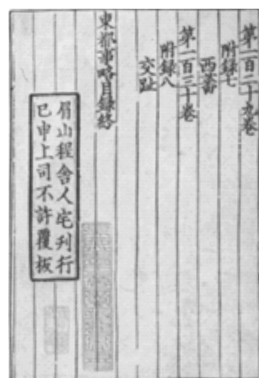 第一百二十九卷
附録七
西蕃
第一百三十卷
附録八
交趾
東都事略目録終
眉山程舍人宅刊行
已申上司不許覆板